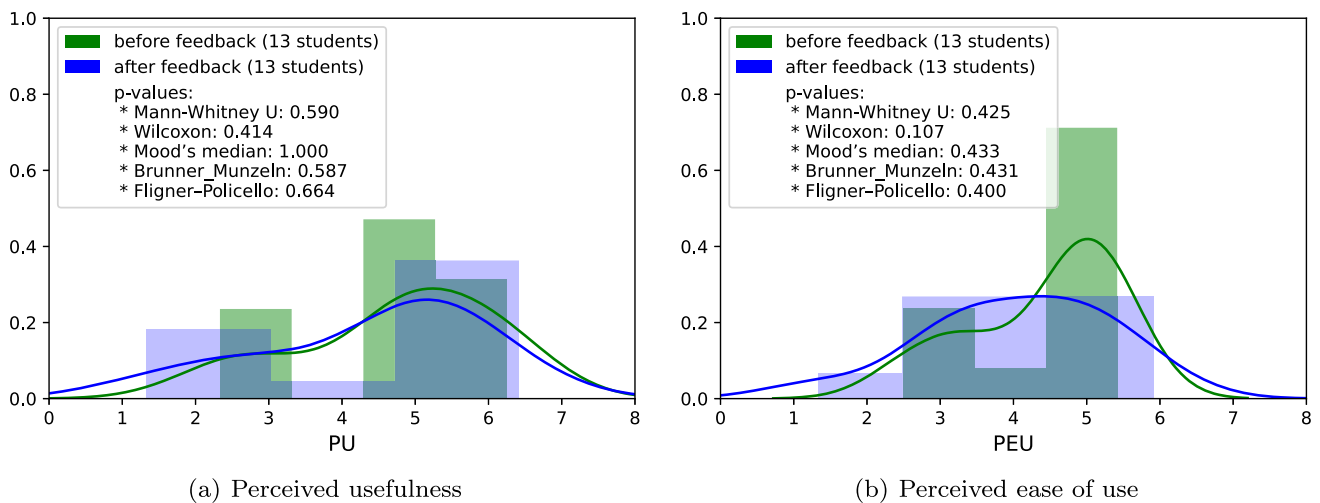 1.0
0.8
0.6
0.4
0.2
0.0
before feedback (13 students)
after feedback (13 students)
p-values:
* Mann-Whitney U: 0.590
* Wilcoxon: 0.414
* Mood's median: 1.000
* Brunner_Munzeln: 0.587
* Fligner–Policello: 0.664
0 1 2 3 4 5 6 7 8
PU
(a) Perceived usefulness
1.0
0.8
0.6
0.4
0.2
0.0
before feedback (13 students)
after feedback (13 students)
p-values:
* Mann-Whitney U: 0.425
* Wilcoxon: 0.107
* Mood's median: 0.433
* Brunner_Munzeln: 0.431
* Fligner–Policello: 0.400
0 1 2 3 4 5 6 7 8
PEU
(b) Perceived ease of use